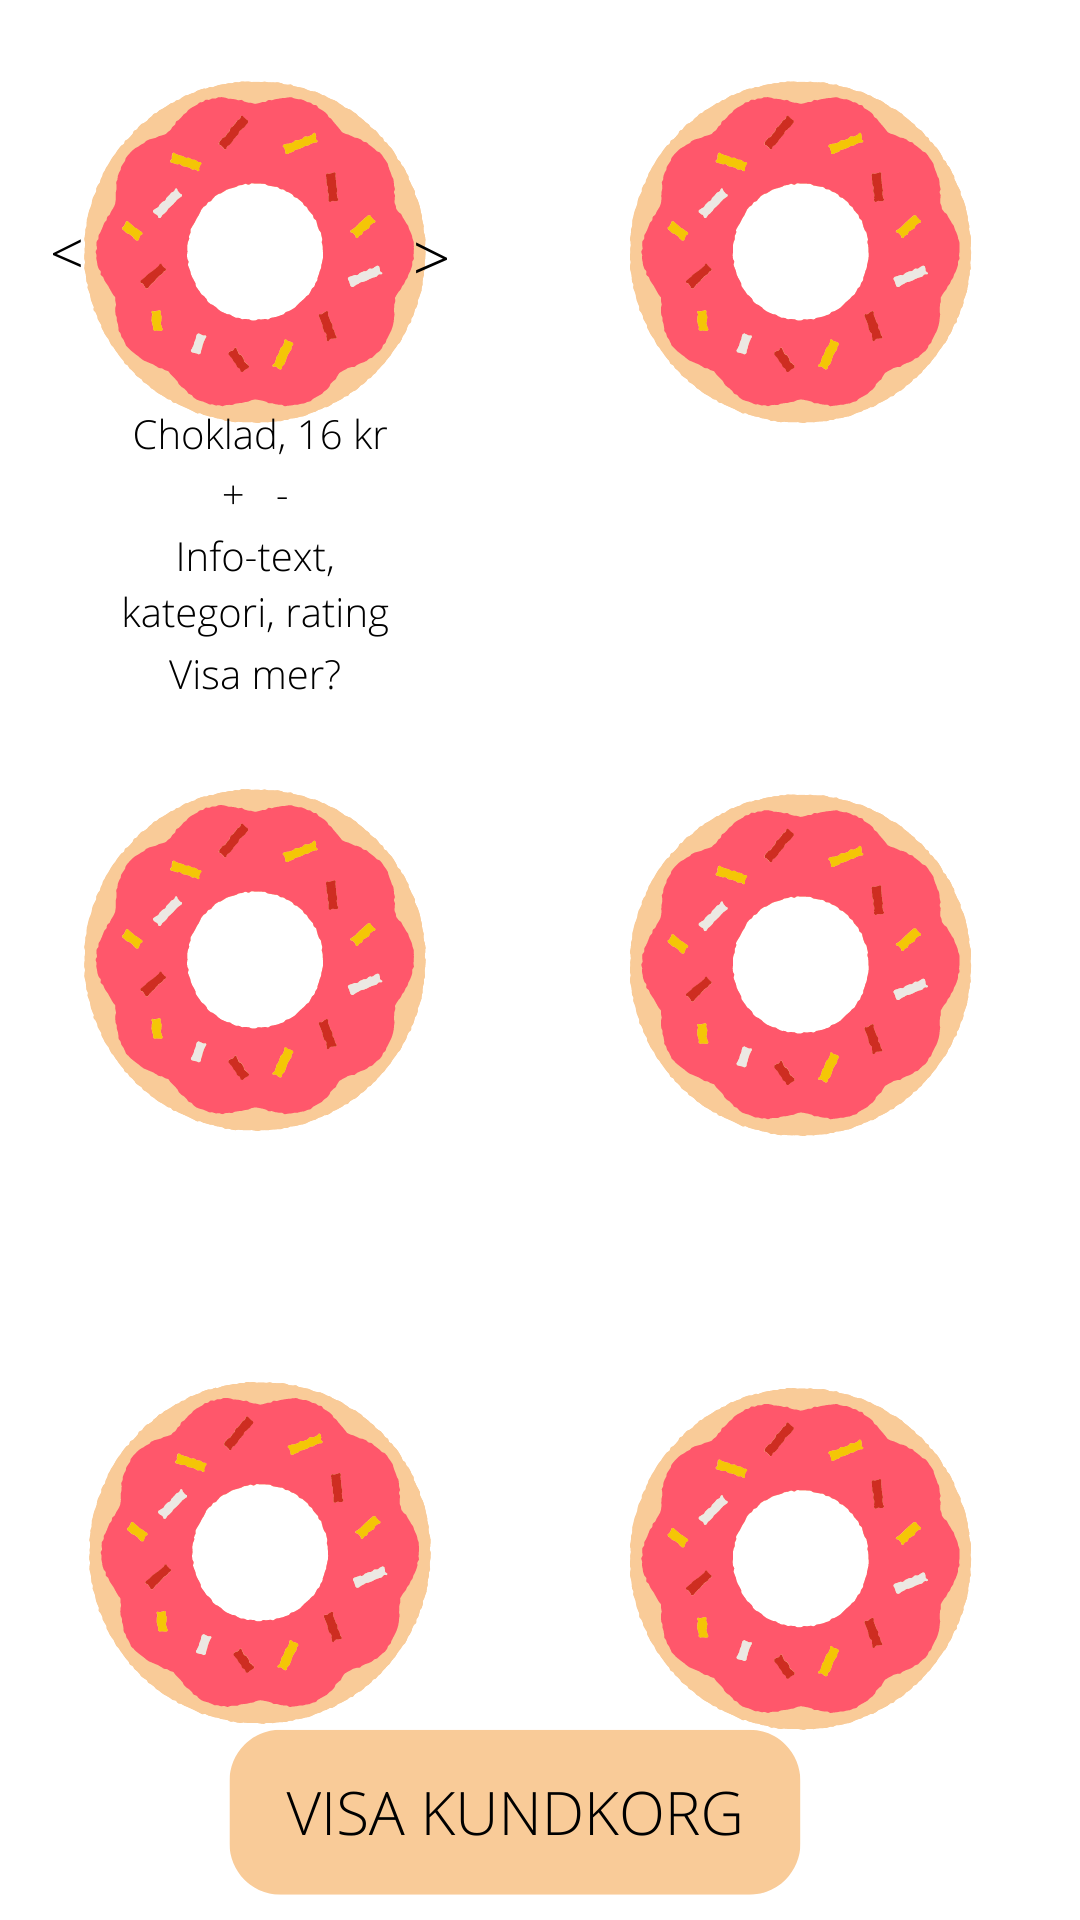 < >
Choklad, 16 kr
+ -
Info-text,
kategori, rating
Visa mer?
VISA KUNDKORG